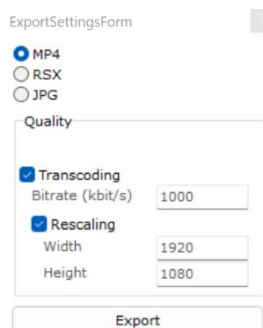 ExportSettingsForm
MP4
RSX
JPG
Quality
Transcoding
Bitrate (kbit/s) 1000
Rescaling
Width 1920
Height 1080
Export